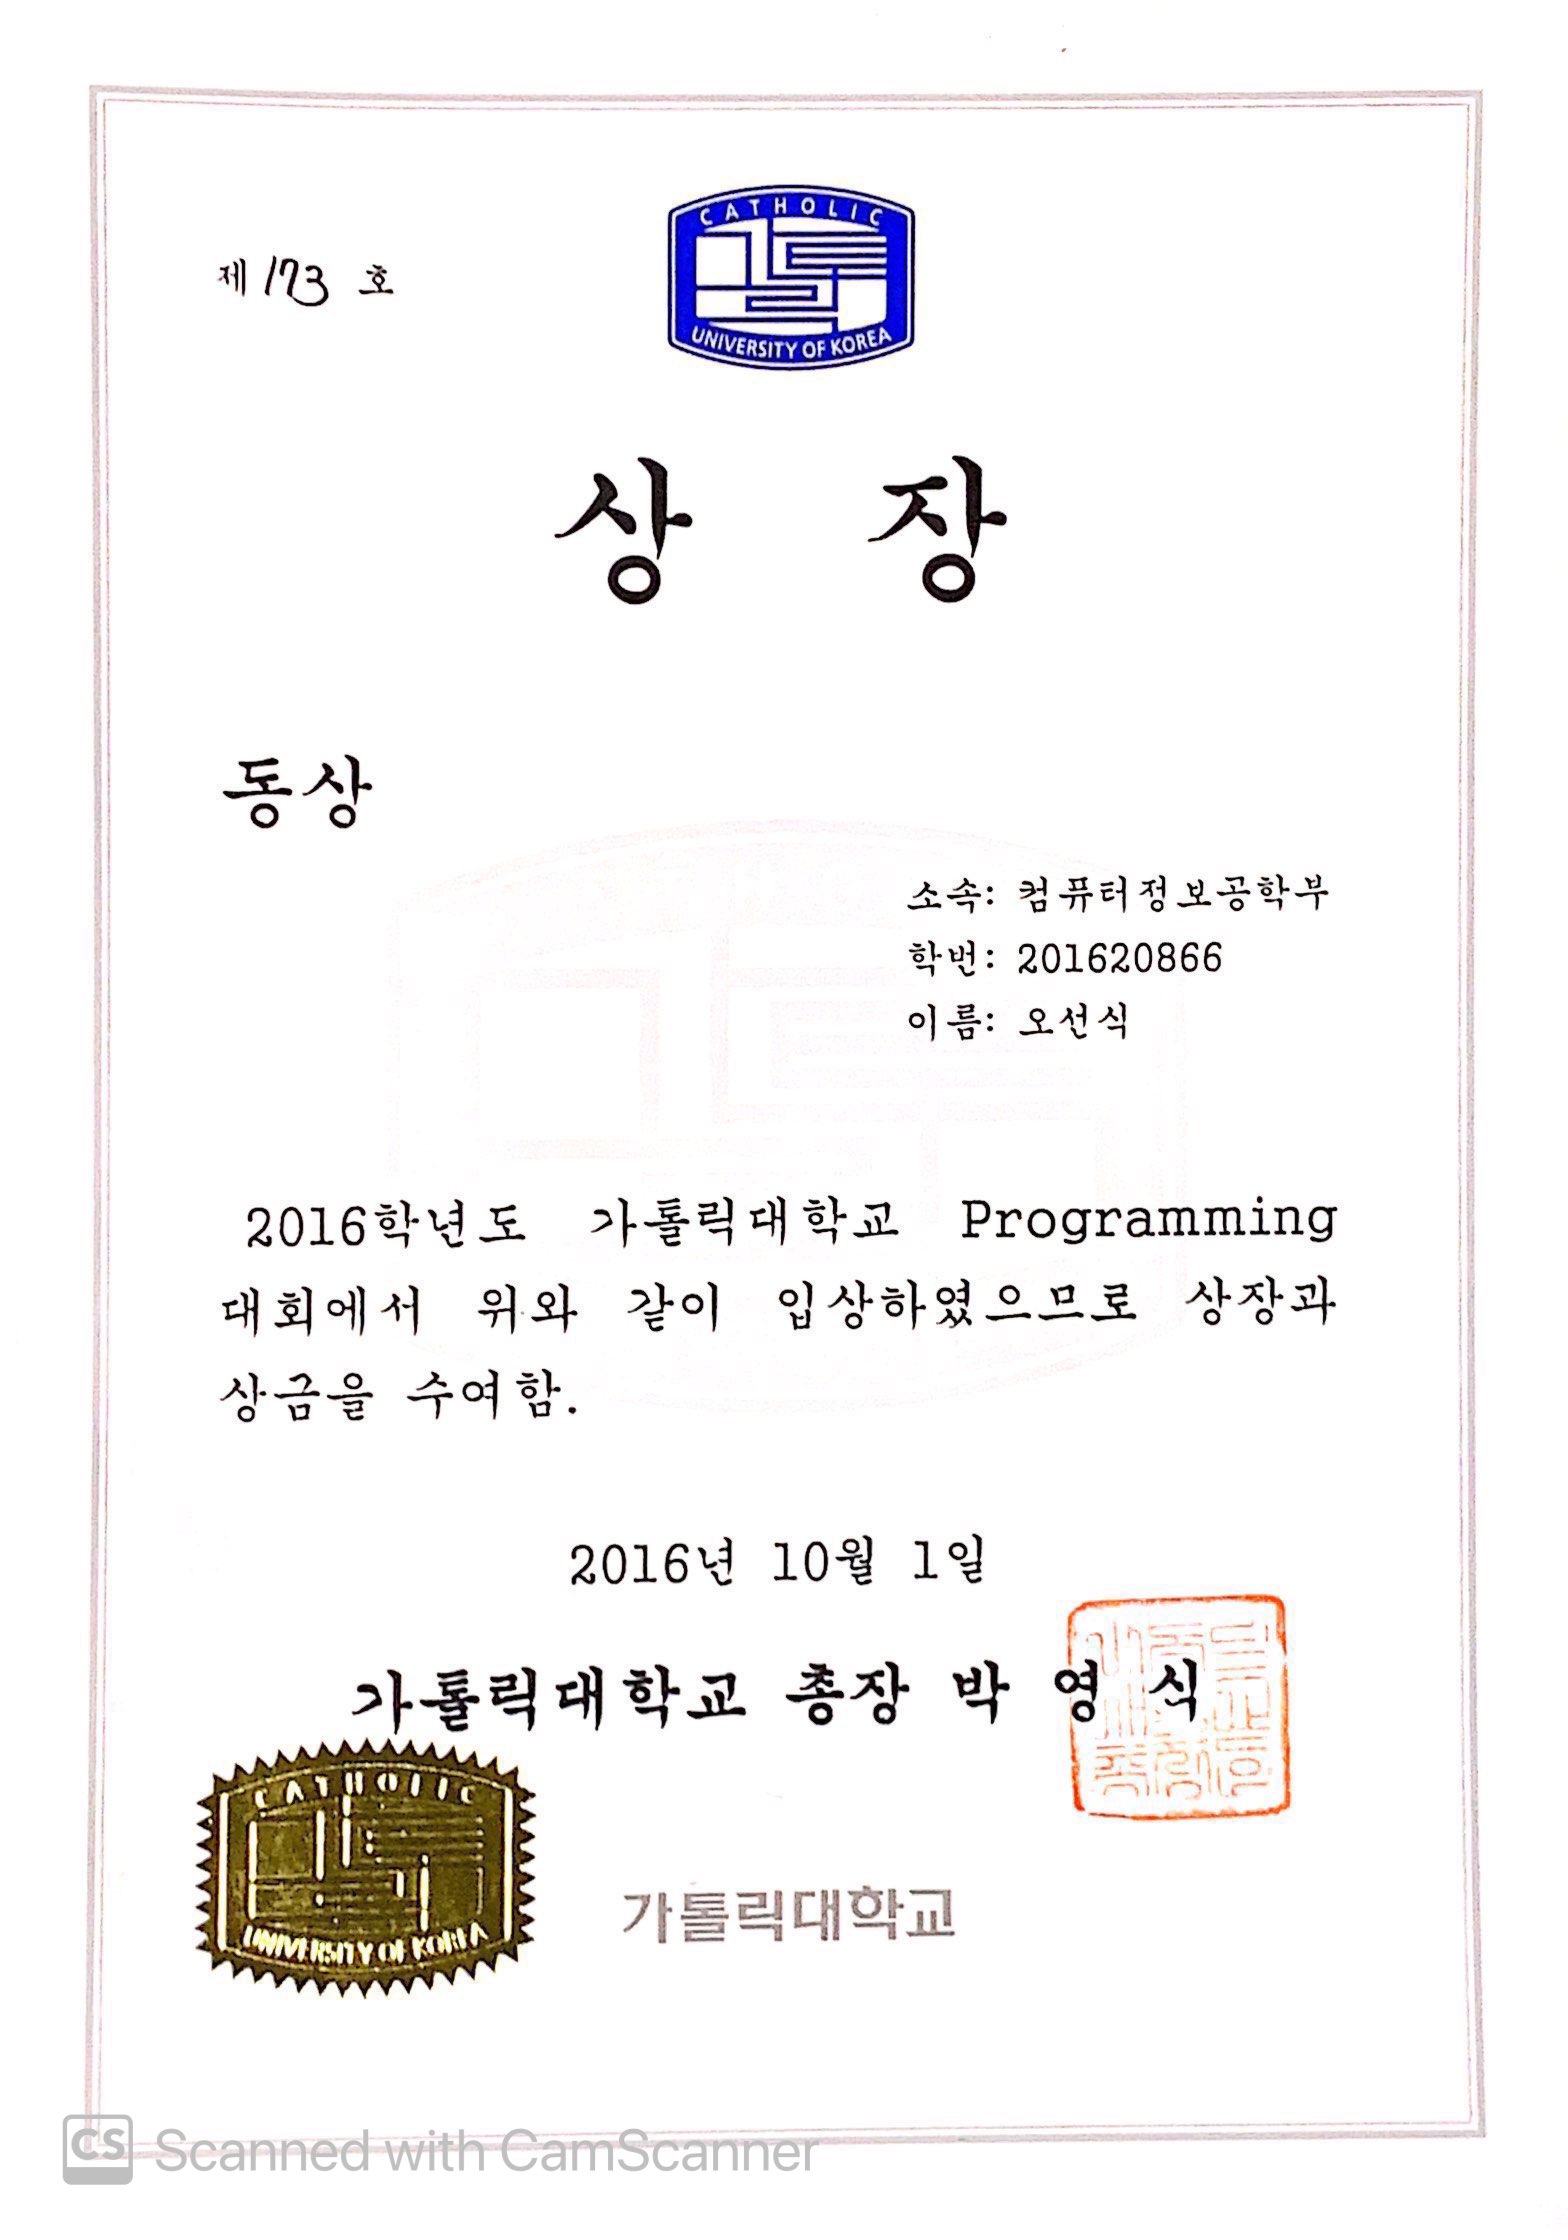 CATHOLIC
UNIVERSITY OF KOREA
제 173 호
상 장
동상
소속: 컴퓨터정보공학부
학번: 201620866
이름: 오선식
2016학년도 가톨릭대학교 Programming
대회에서 위와 같이 입상하였으므로 상장과
상금을 수여함.
2016년 10월 1일
가톨릭대학교 총장 박 영 식
CATHOLIC
UNIVERSITY OF KOREA
가톨릭대학교
CS Scanned with CamScanner